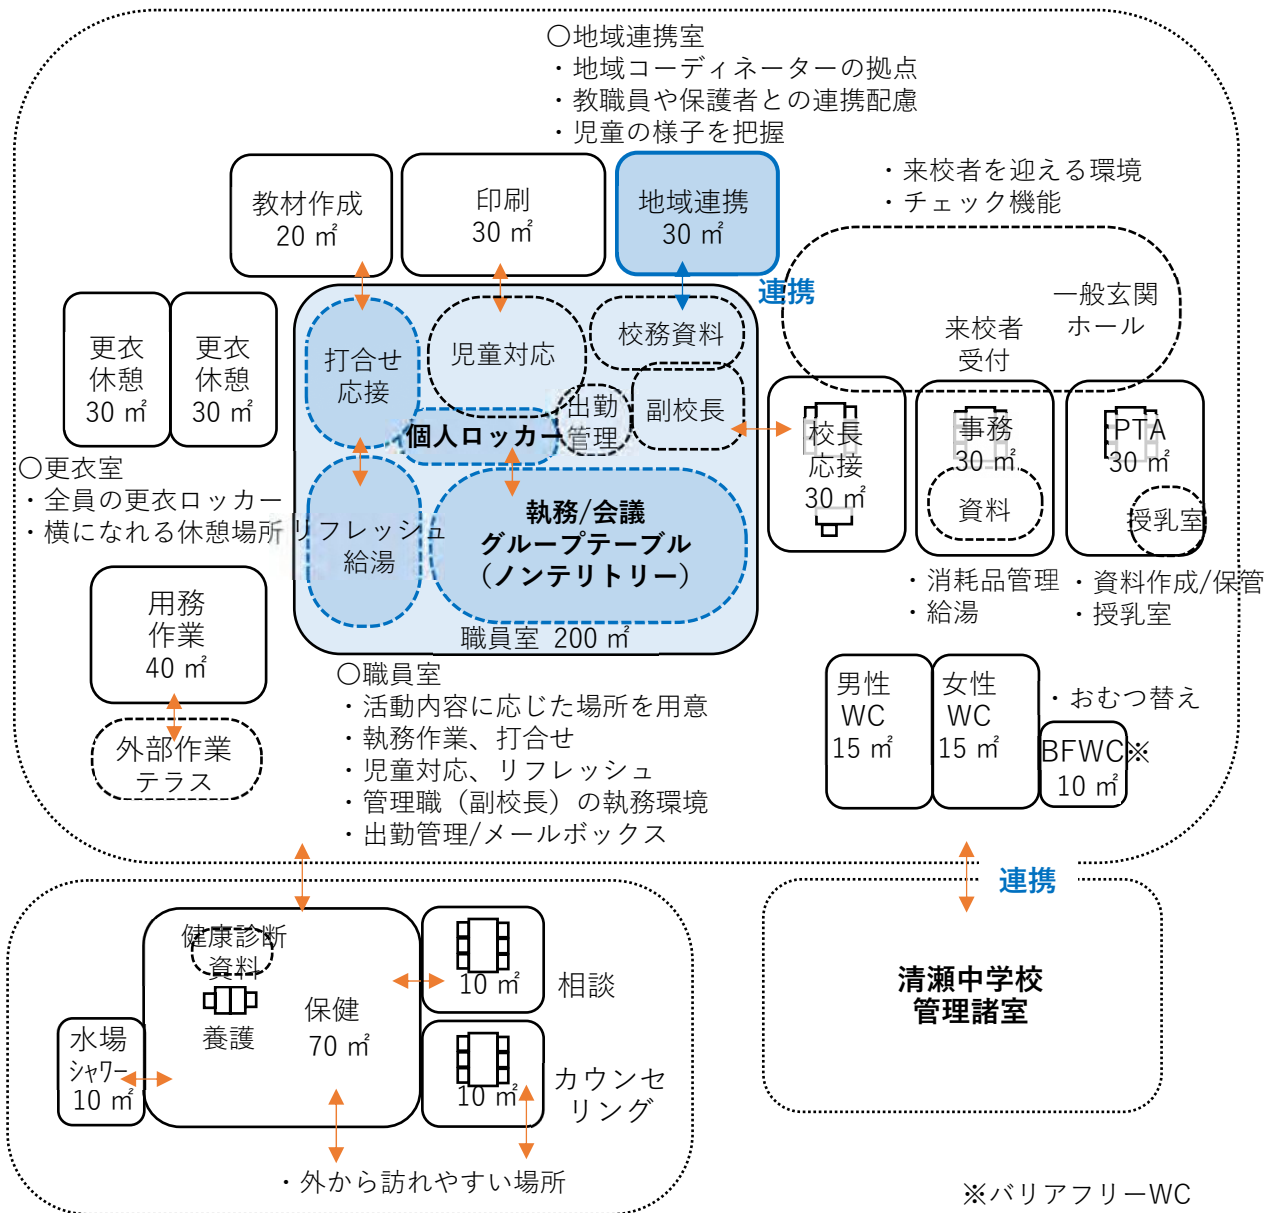 〇地域連携室
・地域コーディネーターの拠点
・教職員や保護者との連携配慮
・児童の様子を把握
教材作成
20 ㎡
印刷
30 ㎡
地域連携
30 ㎡
・来校者を迎える環境
・チェック機能
連携
一般玄関
ホール
来校者
受付
更衣
休憩
30 ㎡
更衣
休憩
30 ㎡
打合せ
応接
児童対応
校務資料
出勤
管理
副校長
個人ロッカー
校長
応接
30 ㎡
事務
30 ㎡
資料
PTA
30 ㎡
授乳室
〇更衣室
・全員の更衣ロッカー
・横になれる休憩場所
リフレッシュ
給湯
執務/会議
グループテーブル
（ノンテリトリー）
職員室 200 ㎡
・消耗品管理
・給湯
・資料作成/保管
・授乳室
用務
作業
40 ㎡
外部作業
テラス
〇職員室
・活動内容に応じた場所を用意
・執務作業、打合せ
・児童対応、リフレッシュ
・管理職（副校長）の執務環境
・出勤管理/メールボックス
男性
WC
15 ㎡
女性
WC
15 ㎡
・おむつ替え
BFWC※
10 ㎡
連携
健康診断
資料
養護
保健
70 ㎡
水場
シャワー
10 ㎡
10 ㎡
相談
10 ㎡
カウンセ
リング
・外から訪れやすい場所
清瀬中学校
管理諸室
※バリアフリーWC